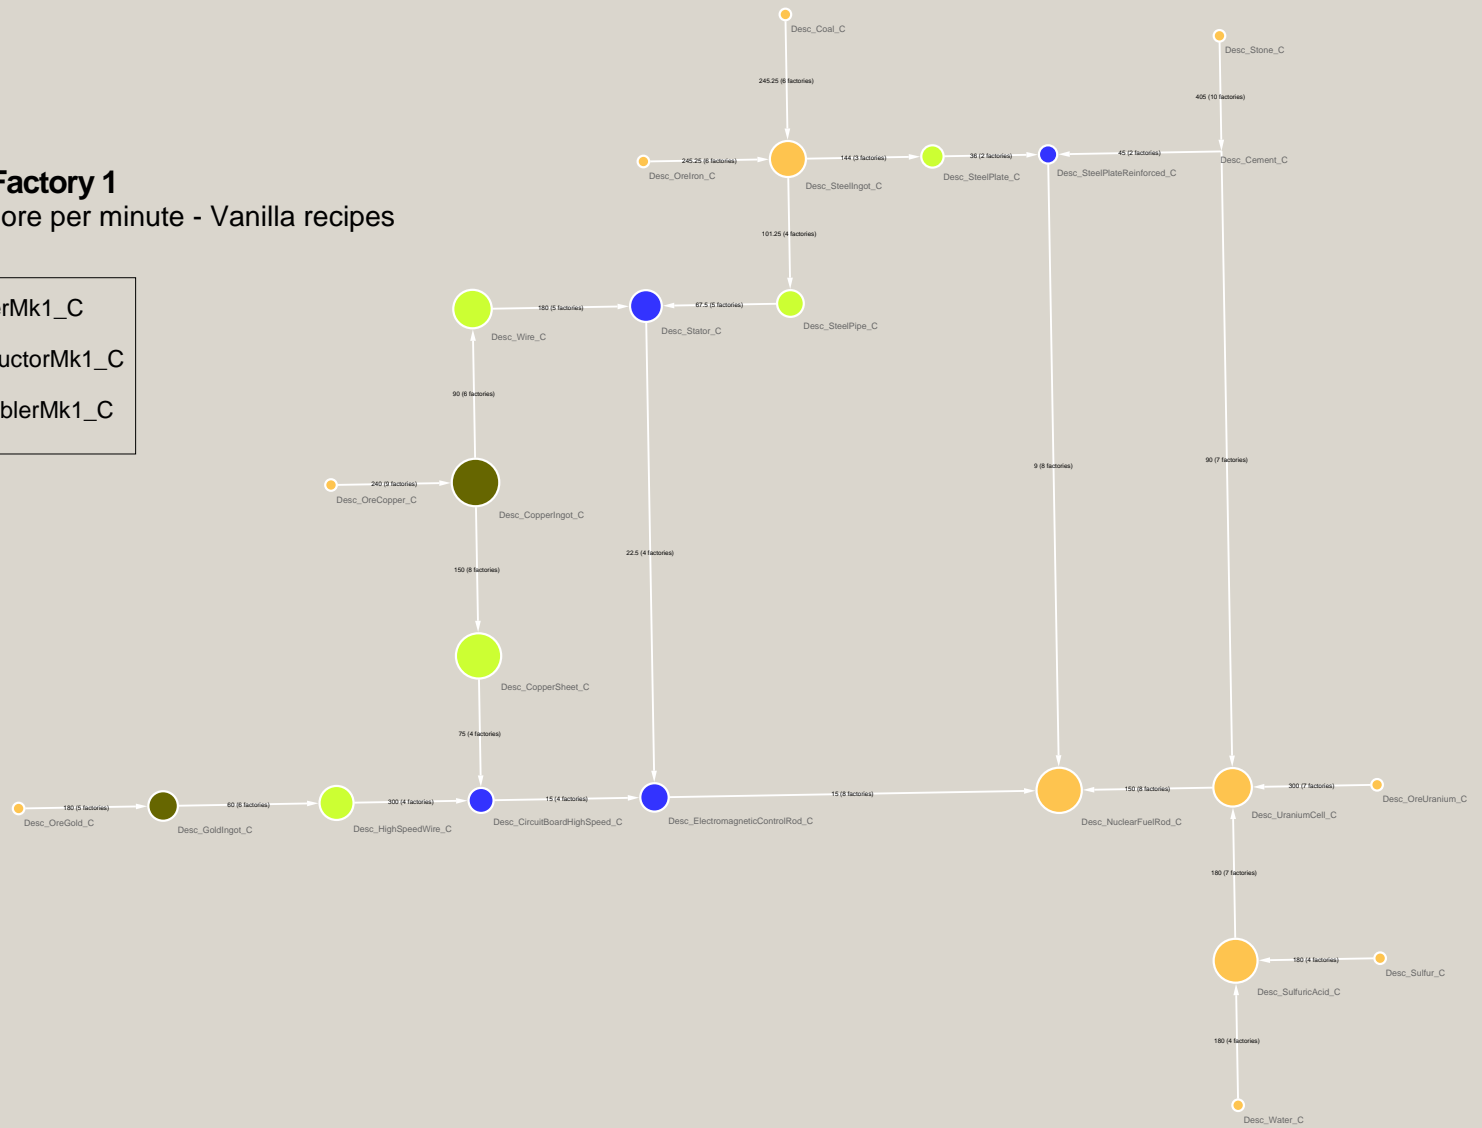 Desc_Coal_C
Desc_Stone_C
245.25 (6 factories)
405 (10 factories)
245.25 (6 factories)
144 (3 factories)
36 (2 factories)
45 (2 factories)
Desc_OreIron_C
Desc_SteelIngot_C
Desc_SteelPlate_C
Desc_SteelPlateReinforced_C
Desc_Cement_C
Factory 1
ore per minute - Vanilla recipes
101.25 (4 factories)
erMk1_C
uctorMk1_C
blerMk1_C
180 (5 factories)
67.5 (5 factories)
Desc_Wire_C
Desc_Stator_C
Desc_SteelPipe_C
90 (6 factories)
9 (8 factories)
90 (7 factories)
240 (9 factories)
Desc_OreCopper_C
Desc_CopperIngot_C
22.5 (4 factories)
150 (8 factories)
Desc_CopperSheet_C
75 (4 factories)
180 (5 factories)
60 (6 factories)
300 (4 factories)
15 (4 factories)
15 (8 factories)
150 (8 factories)
300 (7 factories)
Desc_OreGold_C
Desc_GoldIngot_C
Desc_HighSpeedWire_C
Desc_CircuitBoardHighSpeed_C
Desc_ElectromagneticControlRod_C
Desc_NuclearFuelRod_C
Desc_UraniumCell_C
Desc_OreUranium_C
180 (7 factories)
180 (4 factories)
Desc_SulfuricAcid_C
Desc_Sulfur_C
180 (4 factories)
Desc_Water_C